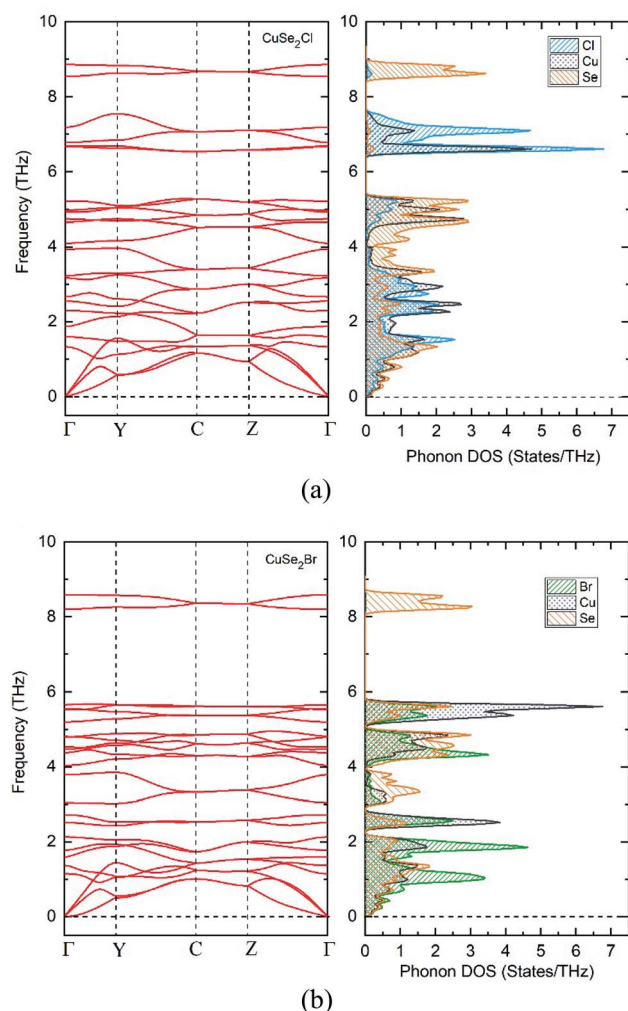 CuSe₂Cl
Frequency (THz)
10
8
6
4
2
0
Γ Y C Z Γ
10
8
6
4
2
0
Cl
Cu
Se
0 1 2 3 4 5 6 7
Phonon DOS (States/THz)
(a)
CuSe₂Br
Frequency (THz)
10
8
6
4
2
0
Γ Y C Z Γ
10
8
6
4
2
0
Br
Cu
Se
0 1 2 3 4 5 6 7
Phonon DOS (States/THz)
(b)